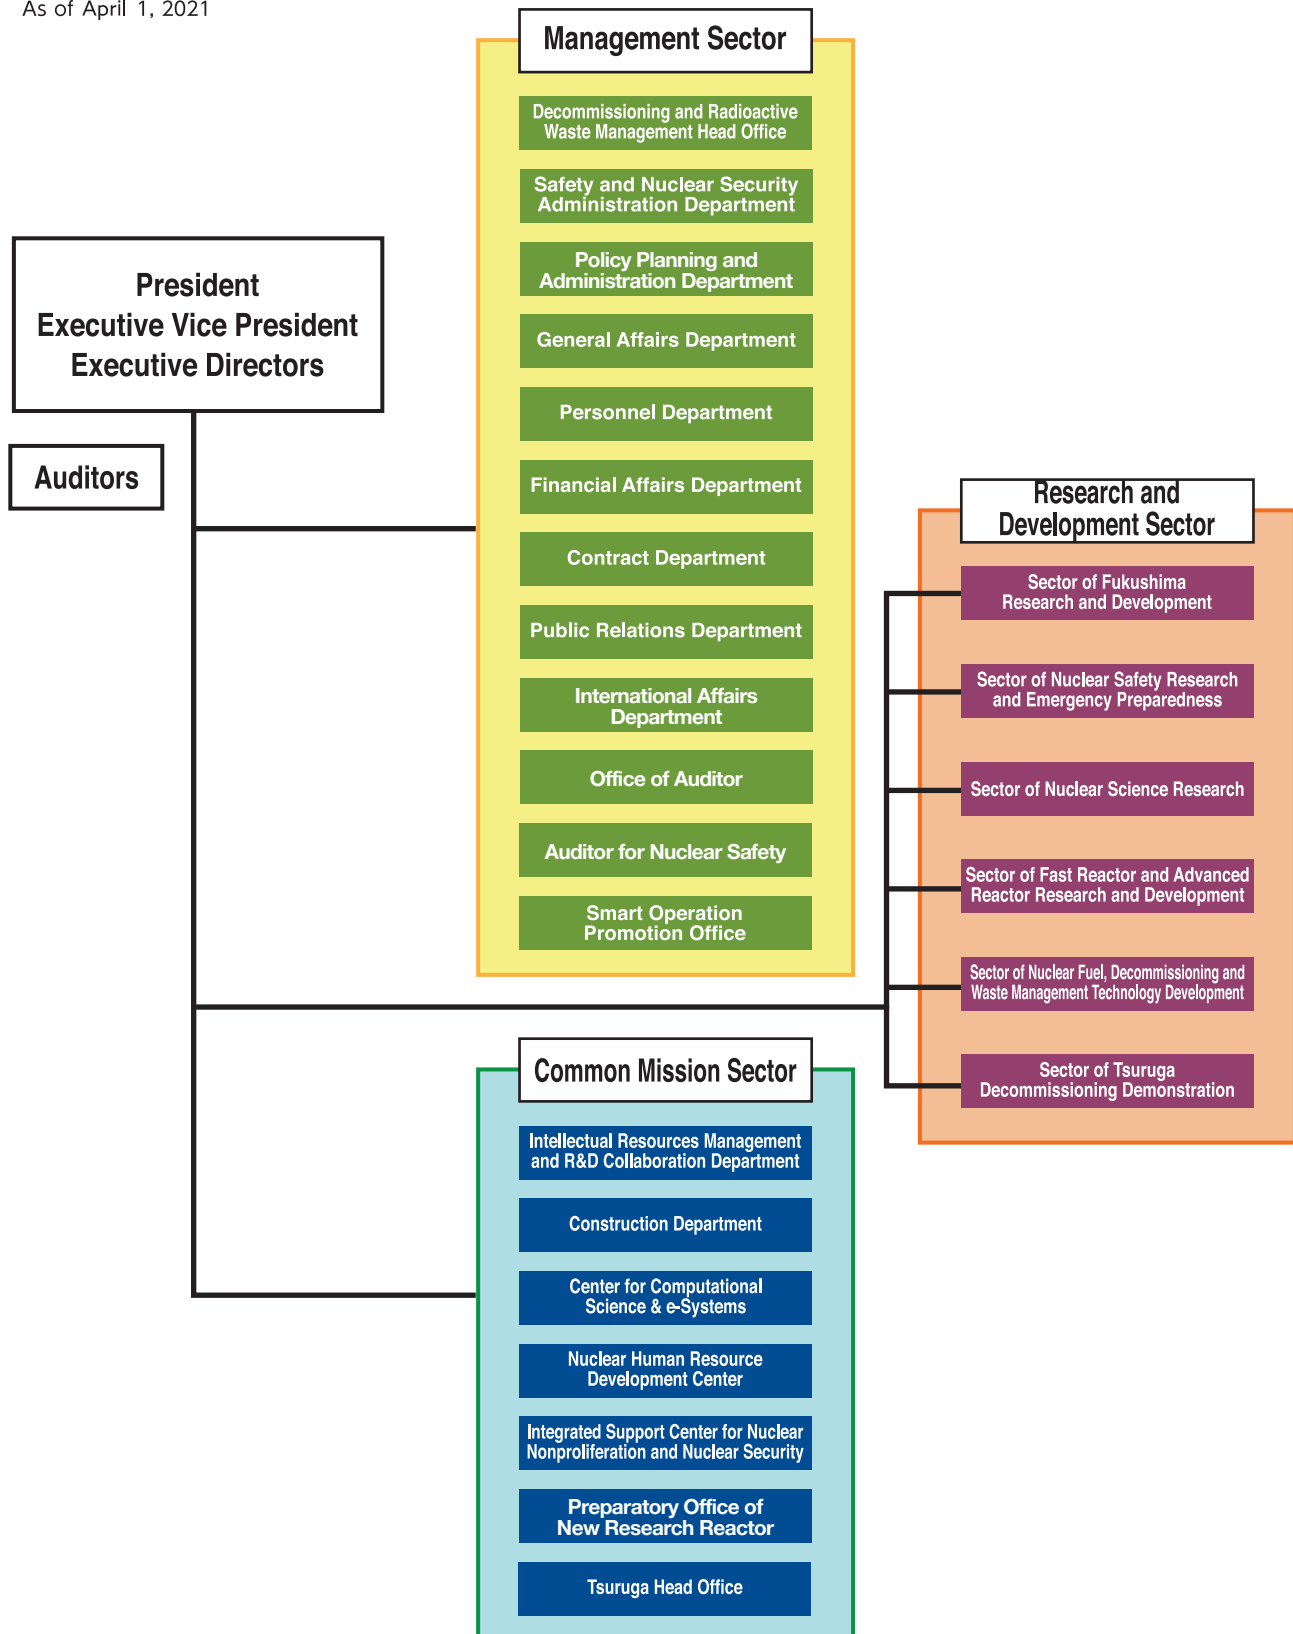 As of April 1, 2021
Management Sector
Decommissioning and Radioactive
Waste Management Head Office
Safety and Nuclear Security
Administration Department
Policy Planning and
Administration Department
General Affairs Department
Personnel Department
Financial Affairs Department
Contract Department
Public Relations Department
International Affairs
Department
Office of Auditor
Auditor for Nuclear Safety
Smart Operation
Promotion Office
President
Executive Vice President
Executive Directors
Auditors
Research and
Development Sector
Sector of Fukushima
Research and Development
Sector of Nuclear Safety Research
and Emergency Preparedness
Sector of Nuclear Science Research
Sector of Fast Reactor and Advanced
Reactor Research and Development
Sector of Nuclear Fuel, Decommissioning and
Waste Management Technology Development
Sector of Tsuruga
Decommissioning Demonstration
Common Mission Sector
Intellectual Resources Management
and R&D Collaboration Department
Construction Department
Center for Computational
Science & e-Systems
Nuclear Human Resource
Development Center
Integrated Support Center for Nuclear
Nonproliferation and Nuclear Security
Preparatory Office of
New Research Reactor
Tsuruga Head Office